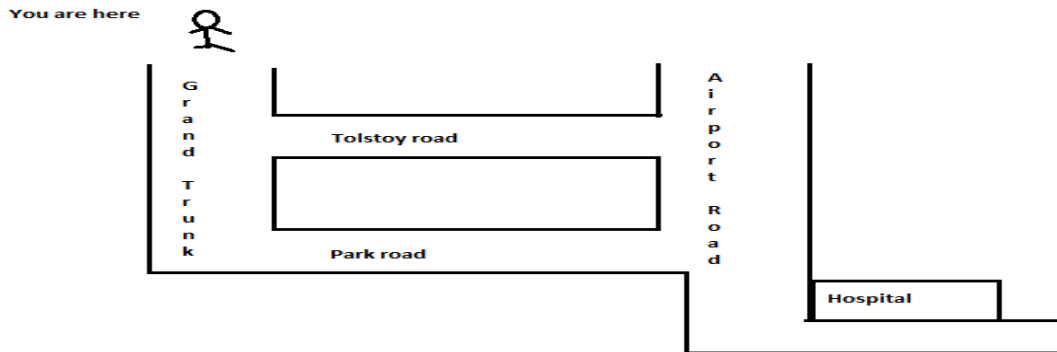 You are here
Grand Trunk
Tolstoy road
Park road
Airport Road
Hospital